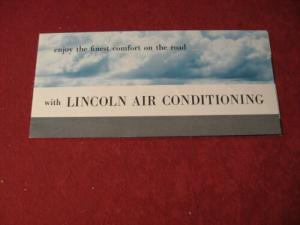 enjoy the finest comfort on the road
with LINCOLN AIR CONDITIONING